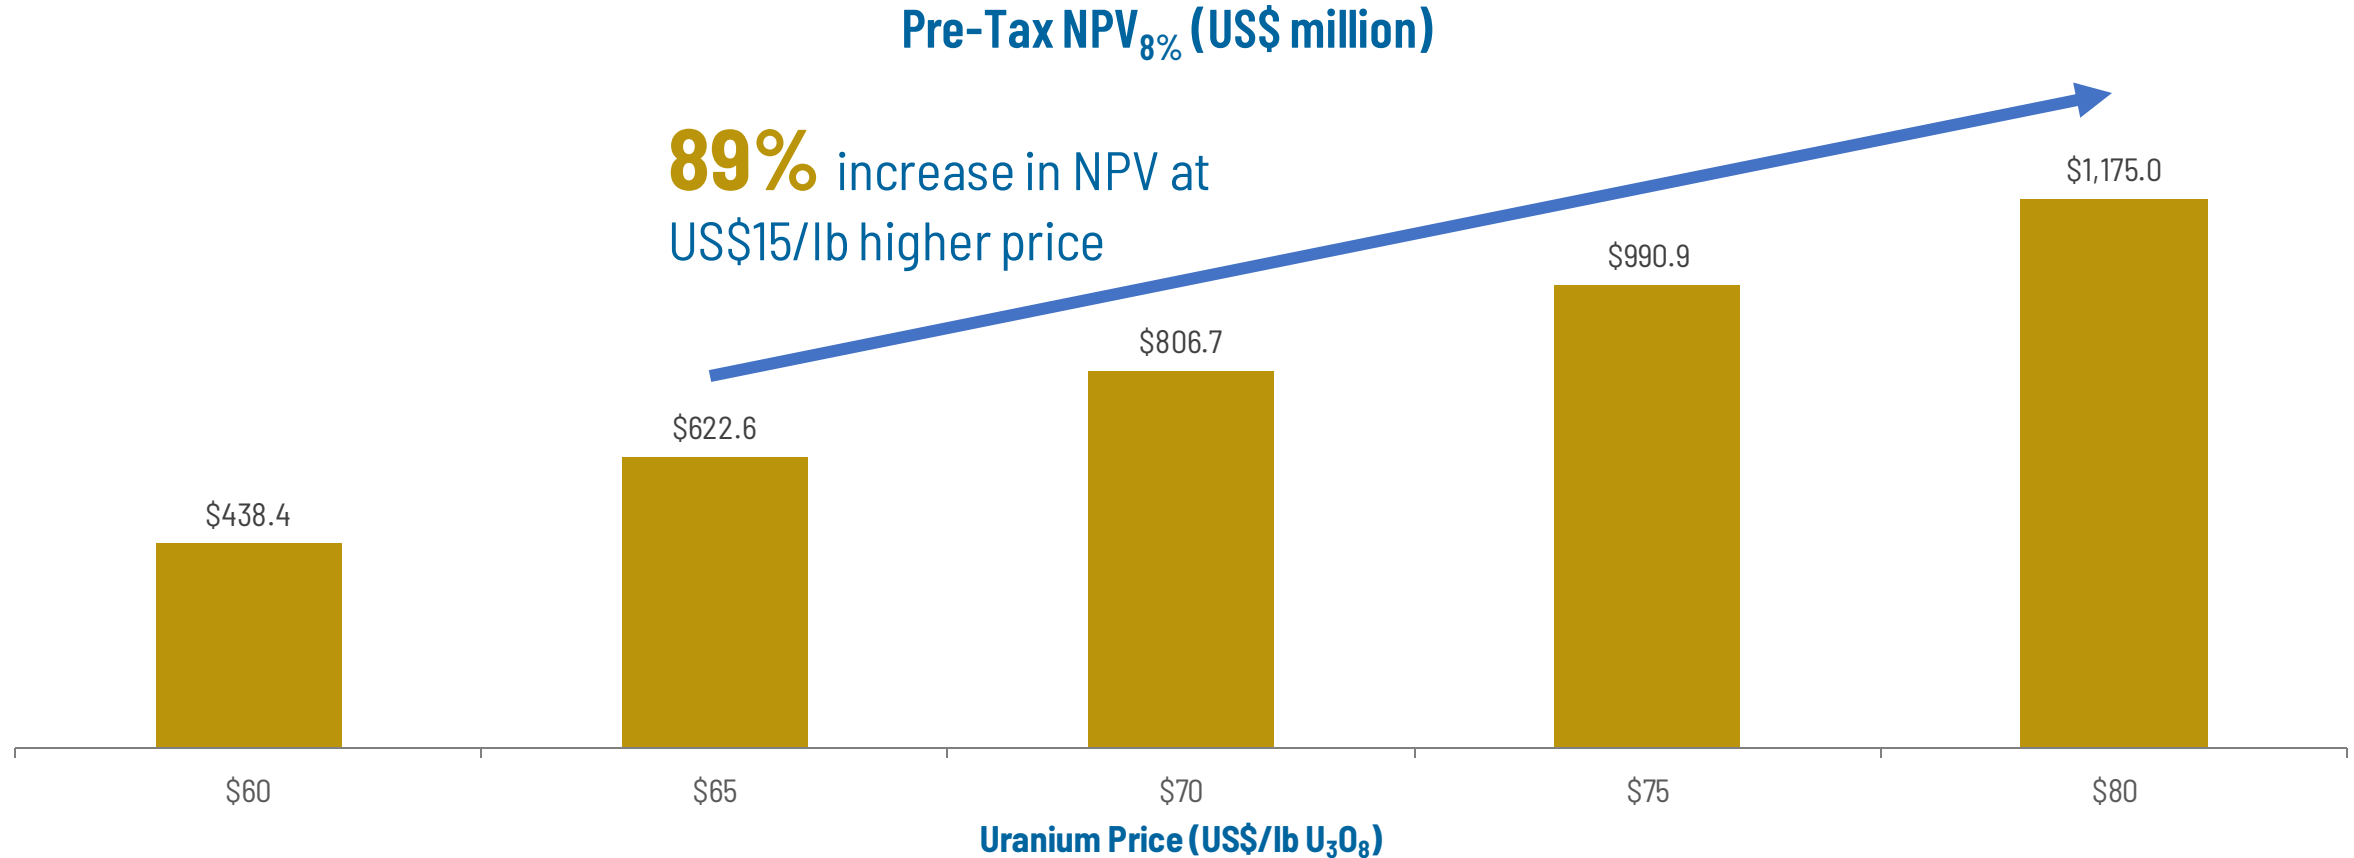 Pre-Tax NPV8% (US$ million)
89% increase in NPV at
US$15/lb higher price
$1,175.0
$990.9
$806.7
$622.6
$438.4
$60 $65 $70 $75 $80
Uranium Price (US$/lb U3O8)